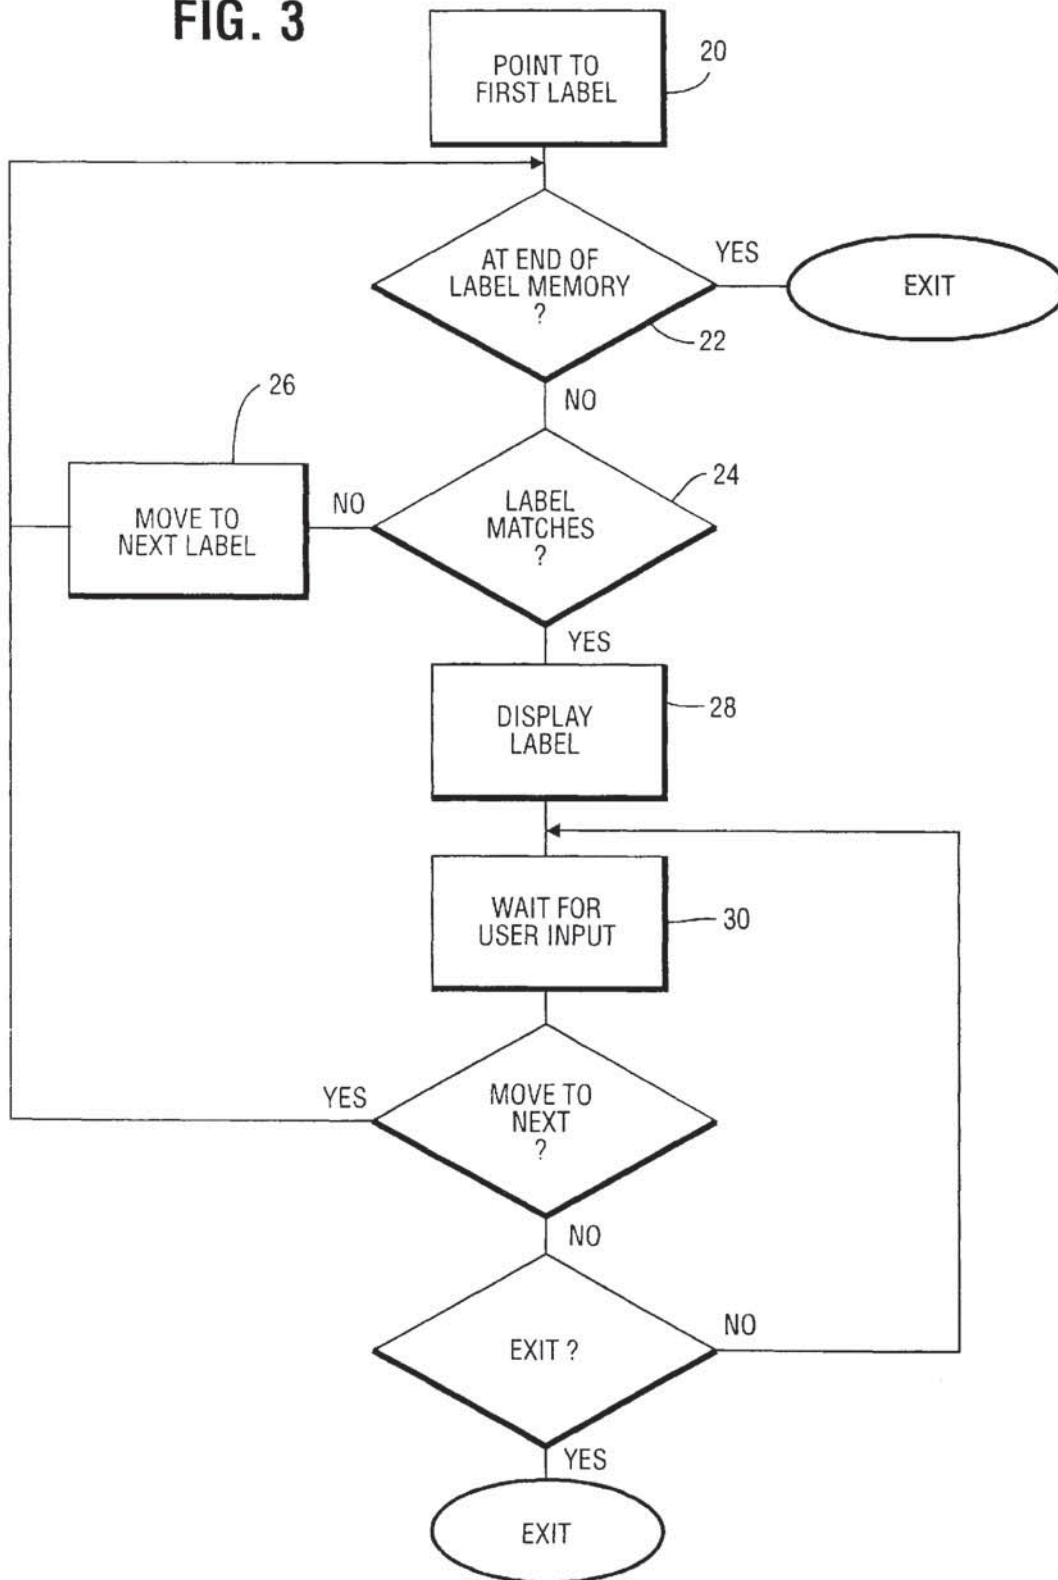 FIG. 3
POINT TO
FIRST LABEL
20
AT END OF
LABEL MEMORY
?
YES
EXIT
22
NO
26
24
MOVE TO
NEXT LABEL
NO
LABEL
MATCHES
?
YES
DISPLAY
LABEL
28
WAIT FOR
USER INPUT
30
YES
MOVE TO
NEXT
?
NO
EXIT ?
NO
YES
EXIT